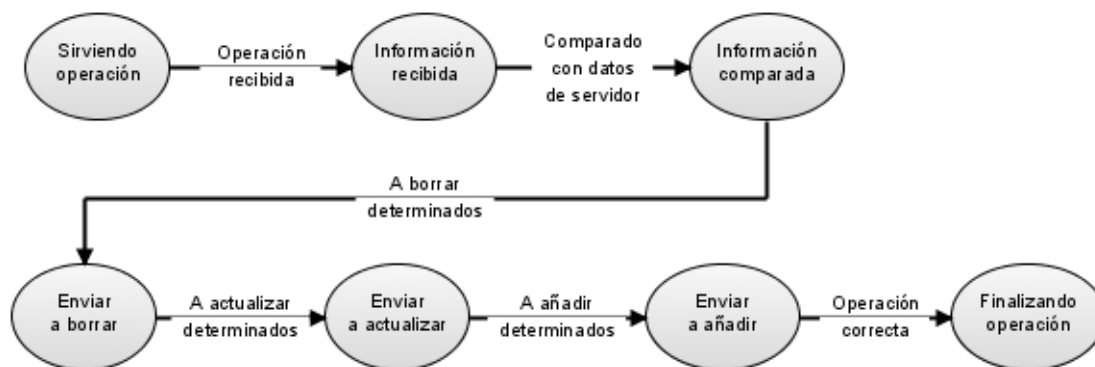 Sirviendo
operación
Operación
recibida
Información
recibida
Comparado
con datos
de servidor
Información
comparada
A borrar
determinados
Enviar
a borrar
A actualizar
determinados
Enviar
a actualizar
A añadir
determinados
Enviar
a añadir
Operación
correcta
Finalizando
operación